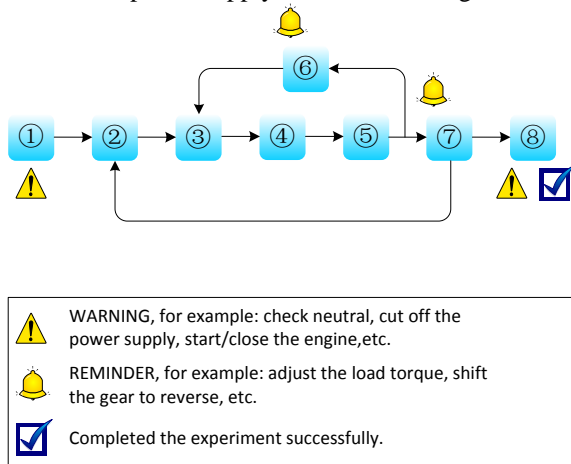 ⑥
① ② ③ ④ ⑤ ⑦ ⑧
WARNING, for example: check neutral, cut off the
power supply, start/close the engine,etc.
REMINDER, for example: adjust the load torque, shift
the gear to reverse, etc.
Completed the experiment successfully.